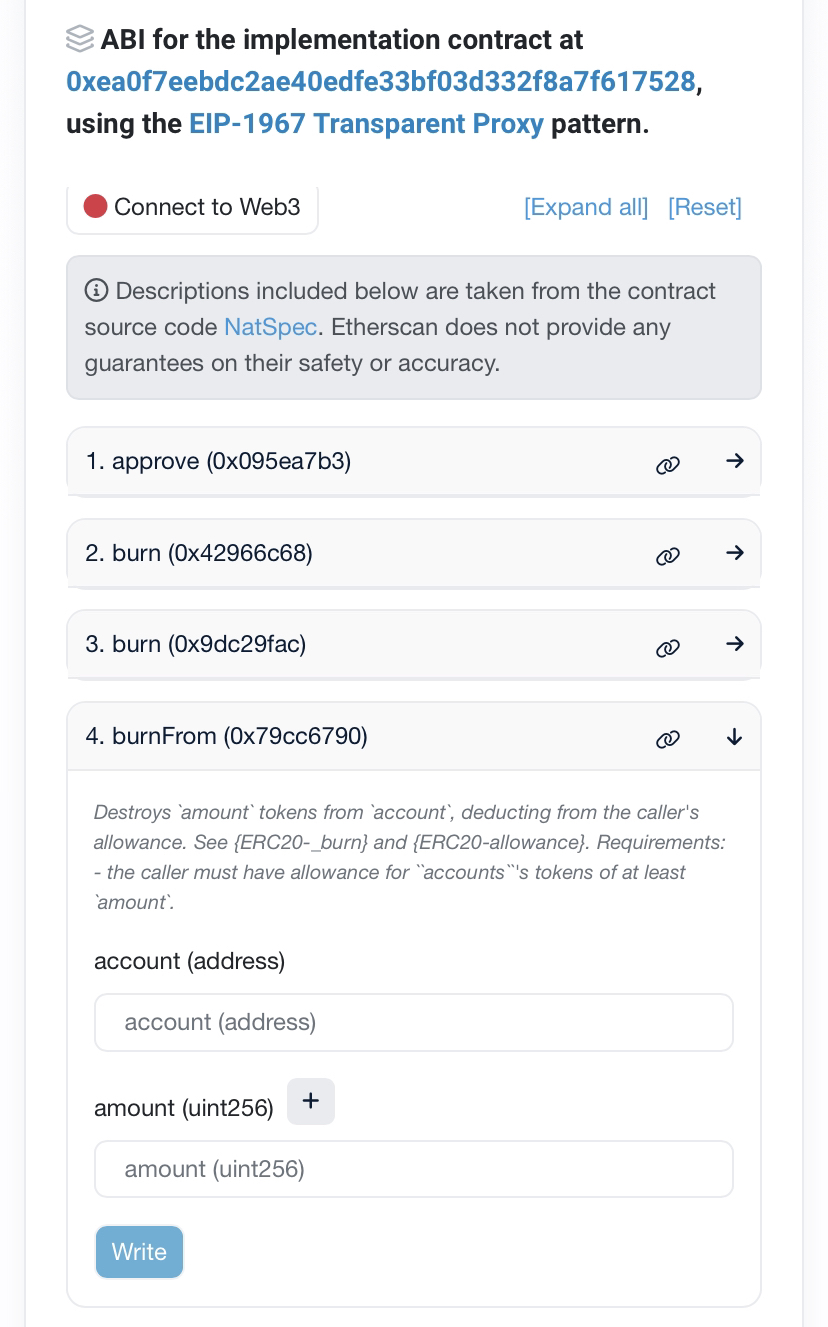 ABI for the implementation contract at
0xea0f7eebdc2ae40edfe33bf03d332f8a7f617528,
using the EIP-1967 Transparent Proxy pattern.
Connect to Web3 [Expand all] [Reset]
Descriptions included below are taken from the contract
source code NatSpec. Etherscan does not provide any
guarantees on their safety or accuracy.
1. approve (0x095ea7b3)
2. burn (0x42966c68)
3. burn (0x9dc29fac)
4. burnFrom (0x79cc6790)
Destroys `amount` tokens from `account`, deducting from the caller's
allowance. See {ERC20-_burn} and {ERC20-allowance}. Requirements:
- the caller must have allowance for ``accounts``'s tokens of at least
`amount`.
account (address)
account (address)
amount (uint256) +
amount (uint256)
Write